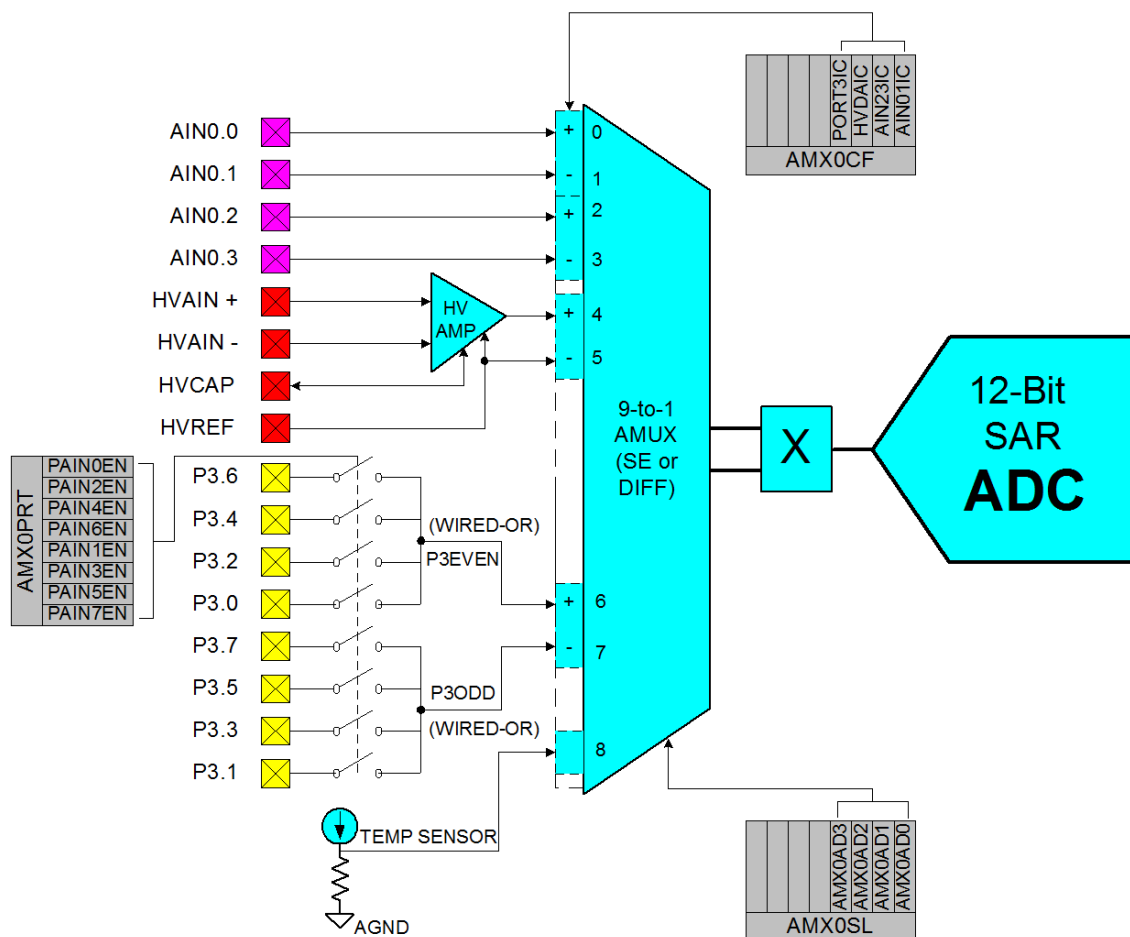 PORT3IC
HVDAIC
AIN23IC
AIN01IC
AMX0CF
AIN0.0
AIN0.1
AIN0.2
AIN0.3
HVAIN +
HVAIN -
HVCAP
HVREF
HV
AMP
+
0
-
1
+
2
-
3
+
4
-
5
9-to-1
AMUX
(SE or
DIFF)
X
12-Bit
SAR
ADC
AMX0PRT
PAIN0EN
PAIN2EN
PAIN4EN
PAIN6EN
PAIN1EN
PAIN3EN
PAIN5EN
PAIN7EN
P3.6
P3.4
P3.2
P3.0
P3.7
P3.5
P3.3
P3.1
(WIRED-OR)
P3EVEN
P3ODD
(WIRED-OR)
+
6
-
7
8
TEMP SENSOR
AGND
AMX0AD3
AMX0AD2
AMX0AD1
AMX0AD0
AMX0SL